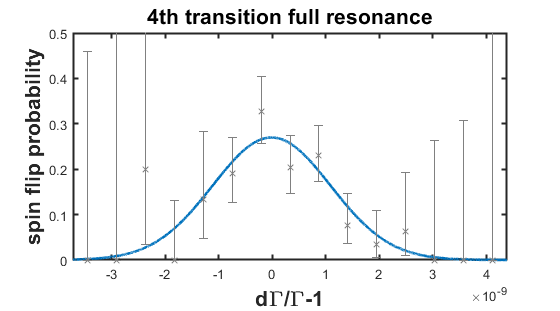 4th transition full resonance
spin flip probability
0.5
0.4
0.3
0.2
0.1
0
-3 -2 -1 0 1 2 3 4
×10⁻⁹
dΓ/Γ-1